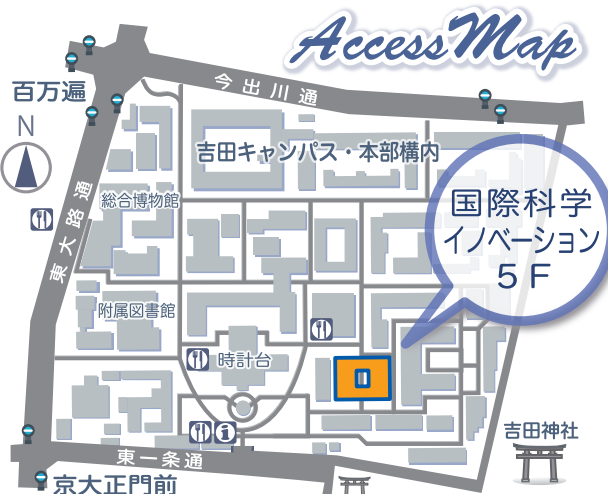 Access Map
今出川通
百万遍
N
吉田キャンパス・本部構内
国際科学
イノベーション
5F
総合博物館
東大路通
附属図書館
時計台
i
吉田神社
東一条通
京大正門前